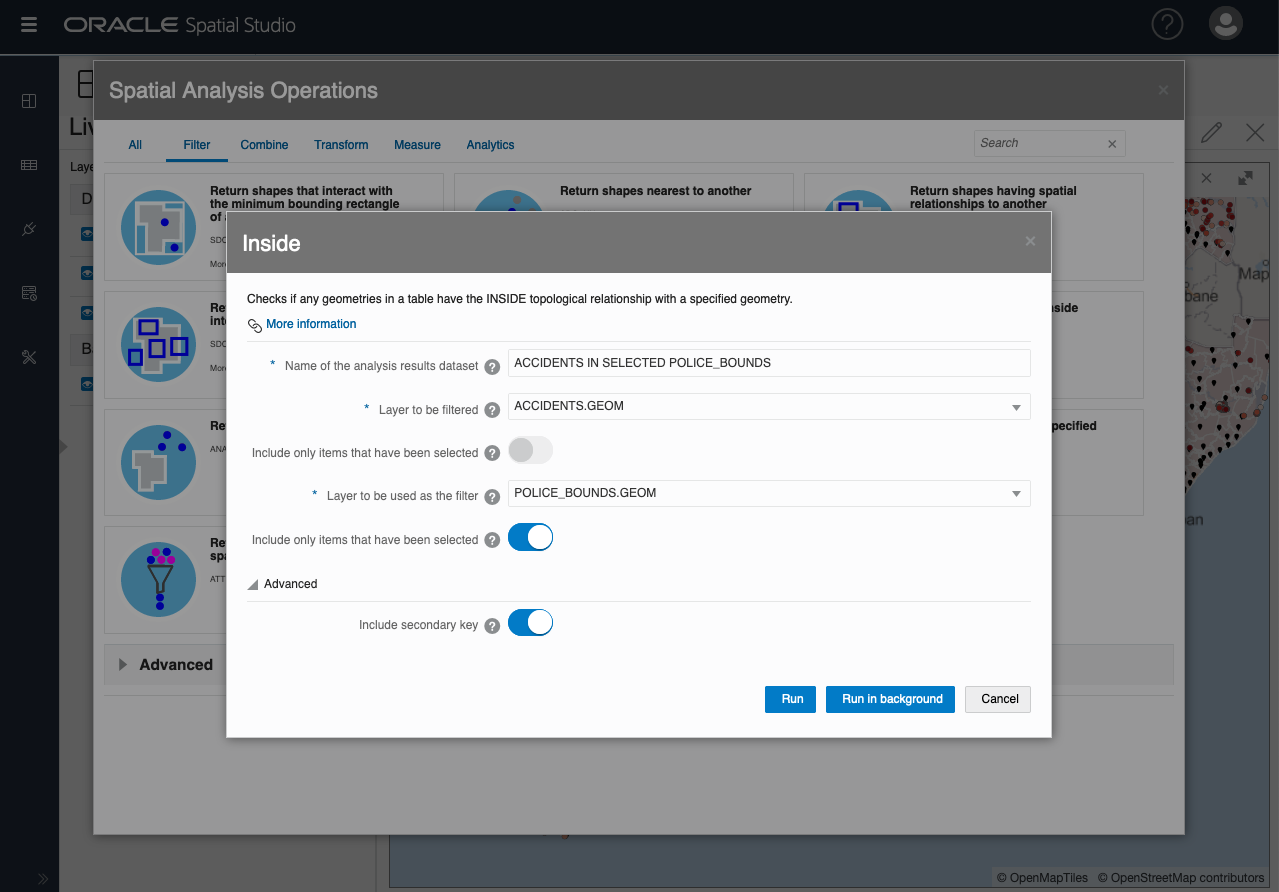 ORACLE Spatial Studio
Spatial Analysis Operations
All Filter Combine Transform Measure Analytics Search
Return shapes that interact with
the minimum bounding rectangle
Return shapes nearest to another
Return shapes having spatial
relationships to another
Inside
Checks if any geometries in a table have the INSIDE topological relationship with a specified geometry.
More information
* Name of the analysis results dataset ? ACCIDENTS IN SELECTED POLICE_BOUNDS
* Layer to be filtered ? ACCIDENTS.GEOM
Include only items that have been selected ?
* Layer to be used as the filter ? POLICE_BOUNDS.GEOM
Include only items that have been selected ?
Advanced
Include secondary key ?
Run Run in background Cancel
Advanced
© OpenMapTiles © OpenStreetMap contributors